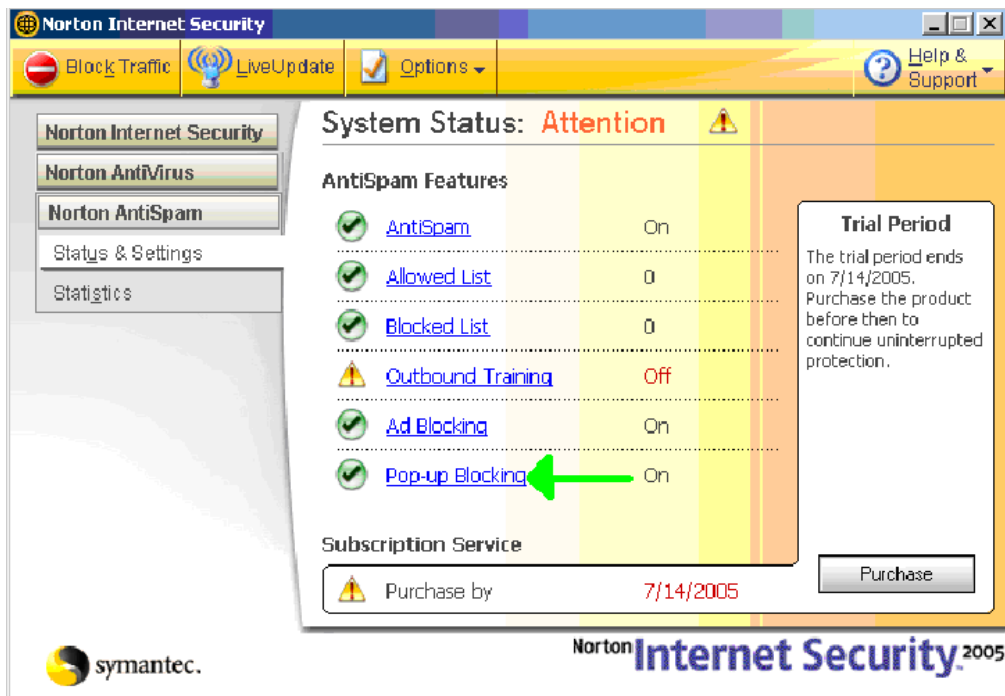 Norton Internet Security
Block Traffic
LiveUpdate
Options
Help &
Support
Norton Internet Security
Norton AntiVirus
Norton AntiSpam
Status & Settings
Statistics
System Status: Attention
AntiSpam Features
AntiSpam On
Allowed List 0
Blocked List 0
Outbound Training Off
Ad Blocking On
Pop-up Blocking On
Subscription Service
Purchase by 7/14/2005
Trial Period
The trial period ends
on 7/14/2005.
Purchase the product
before then to
continue uninterrupted
protection.
Purchase
symantec.
Norton Internet Security. 2005